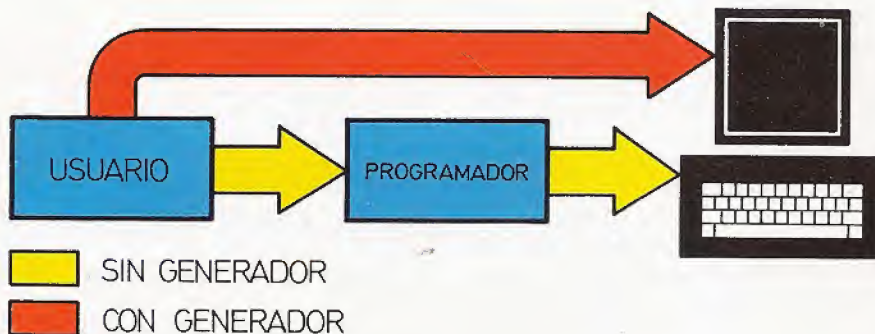 USUARIO
PROGRAMADOR
SIN GENERADOR
CON GENERADOR